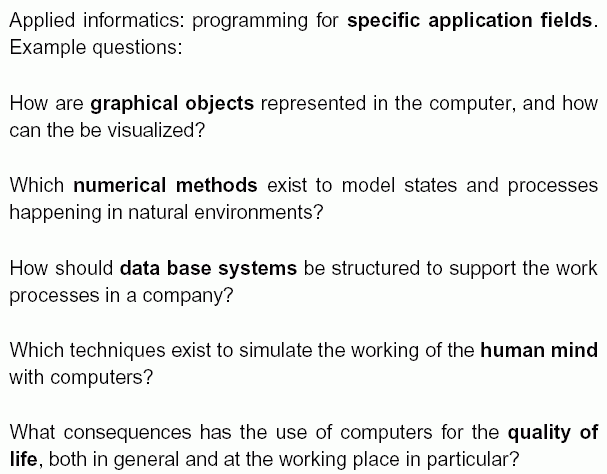 Applied informatics: programming for specific application fields.
Example questions:
How are graphical objects represented in the computer, and how
can the be visualized?
Which numerical methods exist to model states and processes
happening in natural environments?
How should data base systems be structured to support the work
processes in a company?
Which techniques exist to simulate the working of the human mind
with computers?
What consequences has the use of computers for the quality of
life, both in general and at the working place in particular?